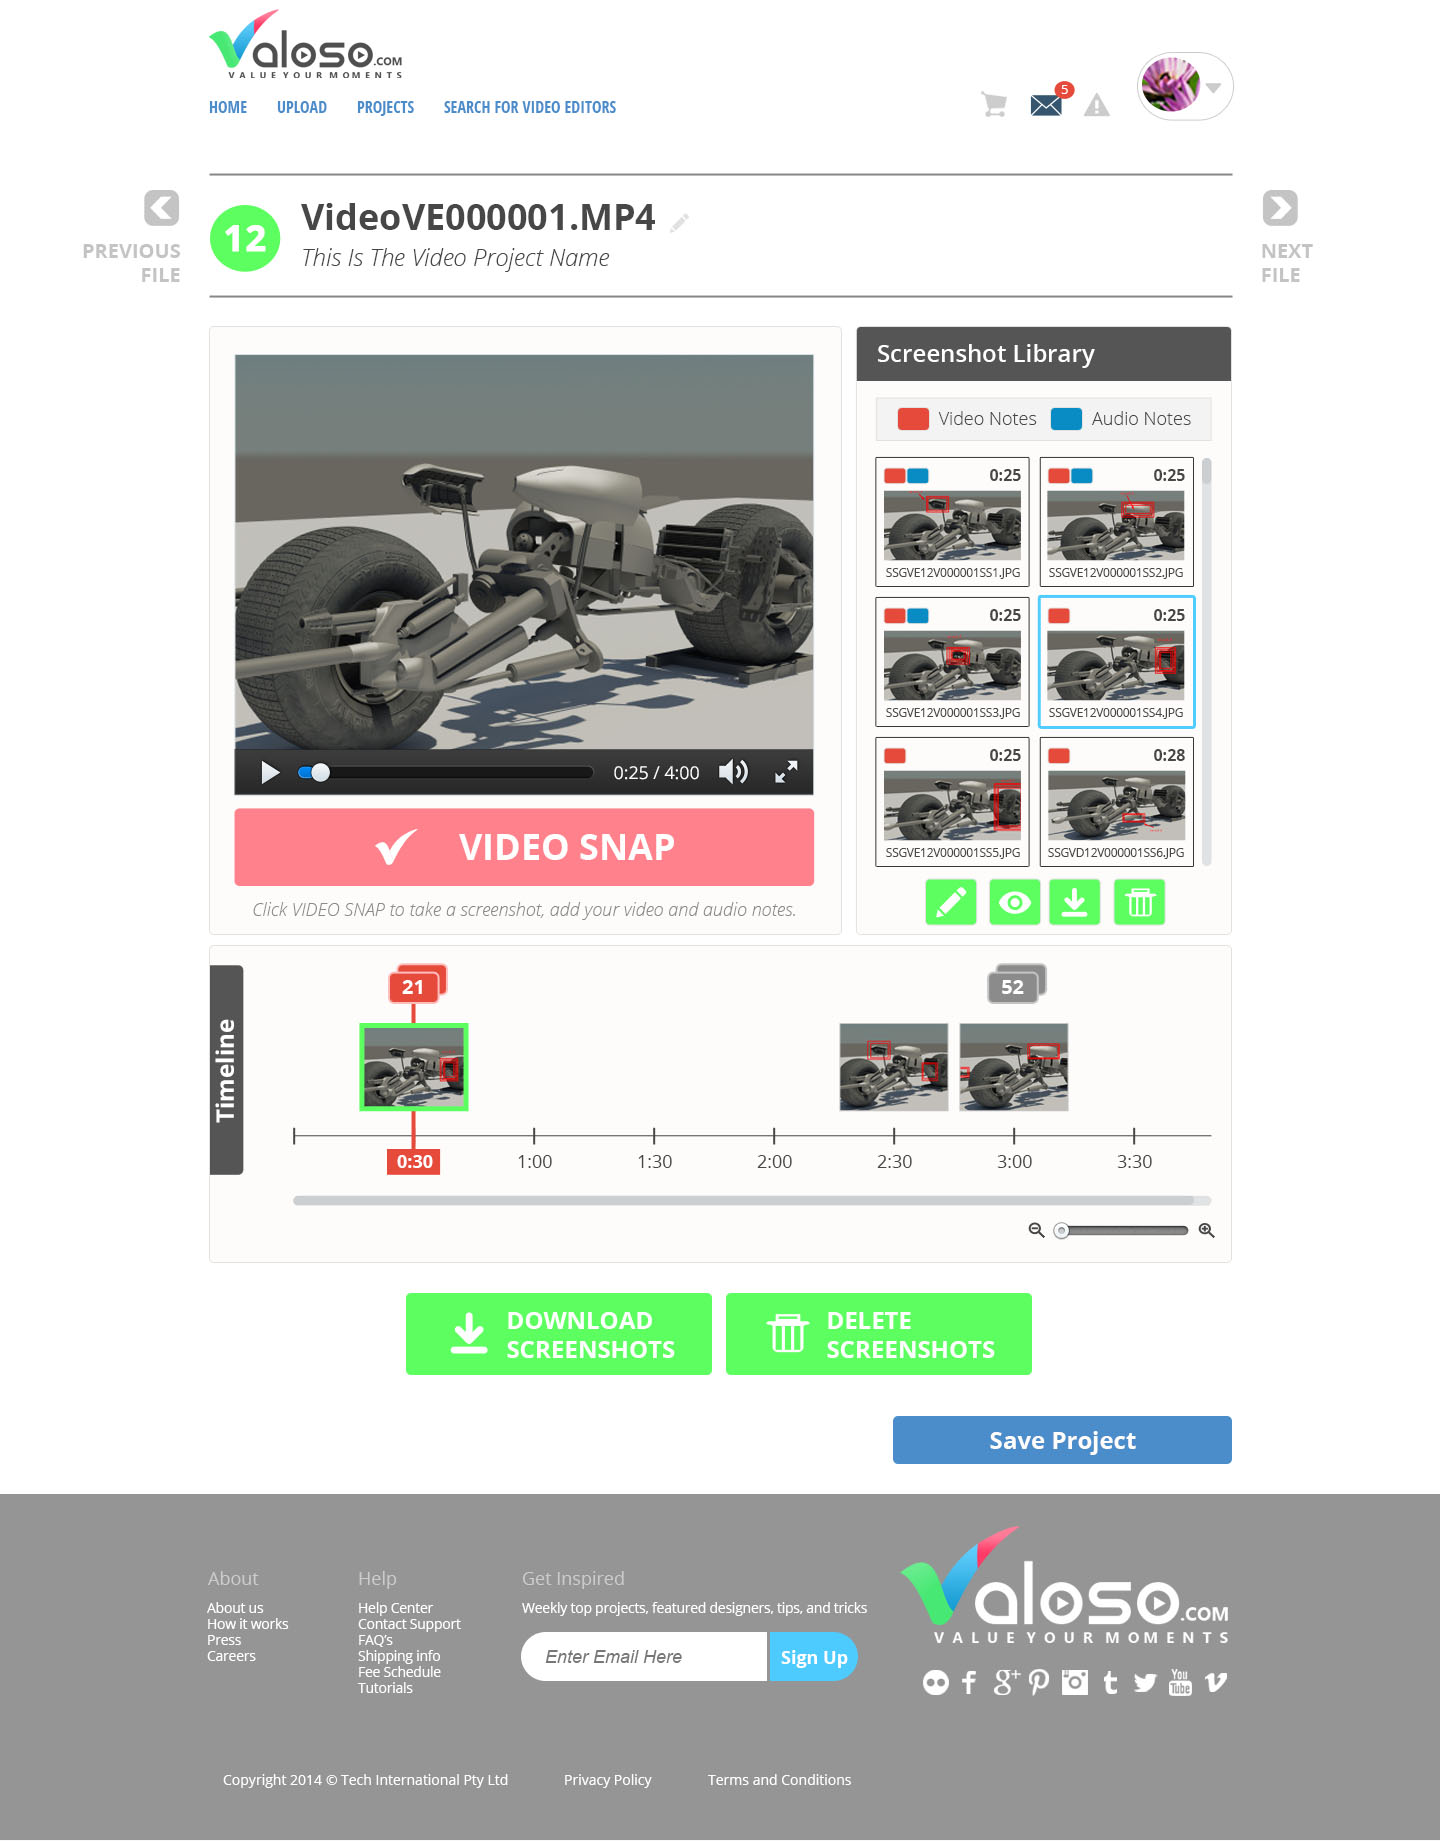 Valoso.COM
VALUE YOUR MOMENTS
HOME UPLOAD PROJECTS SEARCH FOR VIDEO EDITORS
5
PREVIOUS
FILE
12
VideoVE000001.MP4
This Is The Video Project Name
NEXT
FILE
0:25 / 4:00
VIDEO SNAP
Click VIDEO SNAP to take a screenshot, add your video and audio notes.
Screenshot Library
Video Notes Audio Notes
0:25 0:25
SSGVE12V000001SS1.JPG SSGVE12V000001SS2.JPG
0:25 0:25
SSGVE12V000001SS3.JPG SSGVE12V000001SS4.JPG
0:25 0:28
SSGVE12V000001SS5.JPG SSGVD12V000001SS6.JPG
Timeline
21 52
0:30 1:00 1:30 2:00 2:30 3:00 3:30
DOWNLOAD
SCREENSHOTS
DELETE
SCREENSHOTS
Save Project
About
About us
How it works
Press
Careers
Help
Help Center
Contact Support
FAQ's
Shipping info
Fee Schedule
Tutorials
Get Inspired
Weekly top projects, featured designers, tips, and tricks
Enter Email Here Sign Up
Valoso.COM
VALUE YOUR MOMENTS
You
Tube
Copyright 2014 © Tech International Pty Ltd Privacy Policy Terms and Conditions